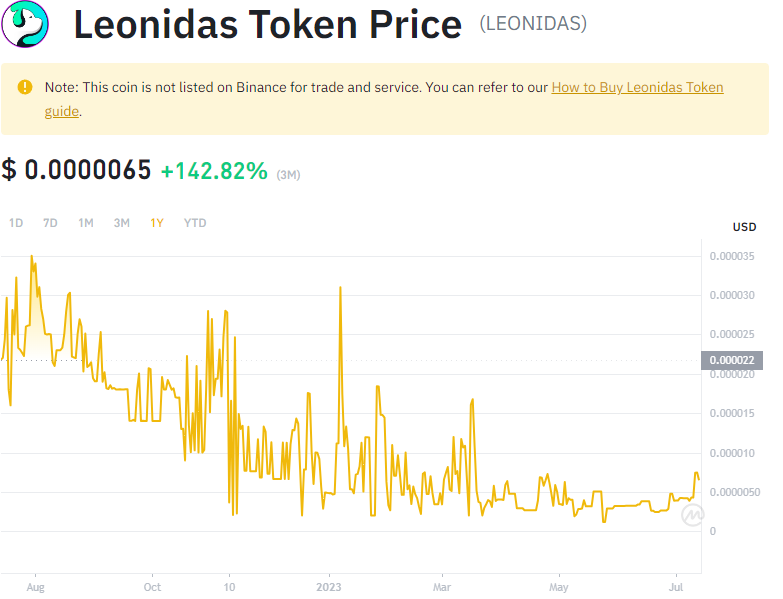 Leonidas Token Price (LEONIDAS)
Note: This coin is not listed on Binance for trade and service. You can refer to our How to Buy Leonidas Token
guide.
$ 0.0000065 +142.82% (3M)
1D 7D 1M 3M 1Y YTD
USD
0.000035
0.000030
0.000025
0.000022
0.000020
0.000015
0.000010
0.0000050
0
Aug Oct 10 2023 Mar May Jul